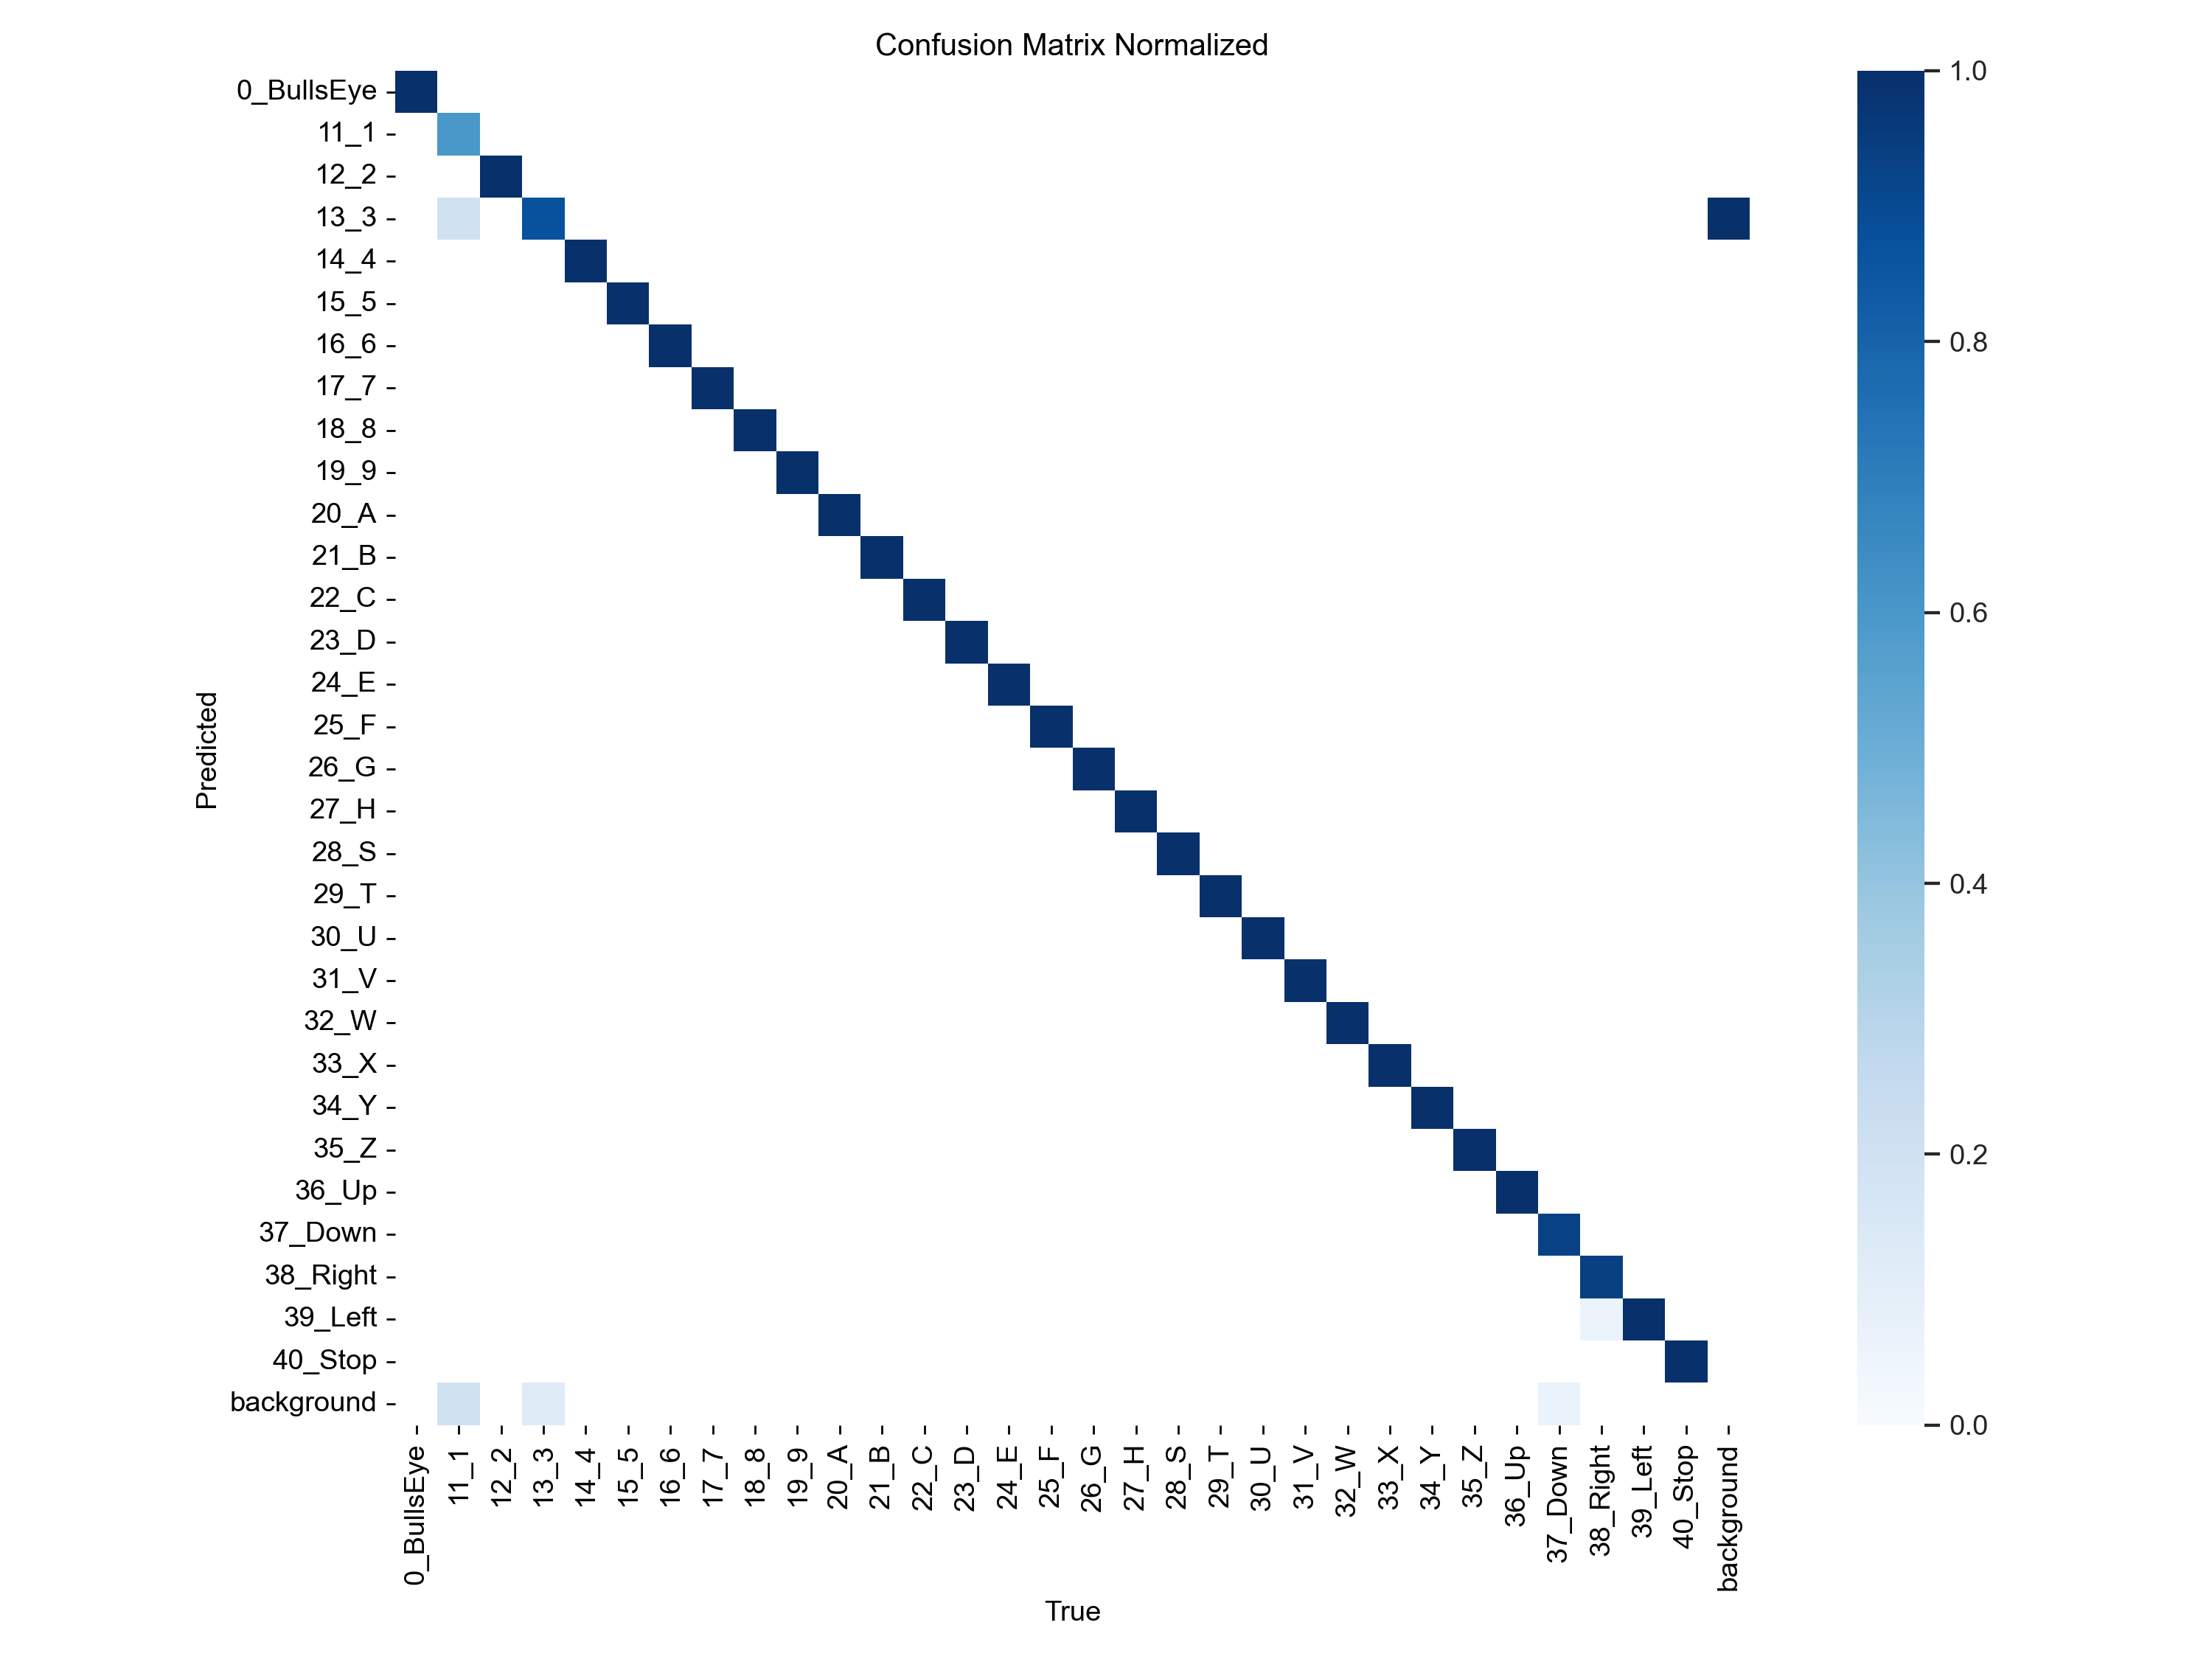 Confusion Matrix Normalized
0_BullsEye
11_1
12_2
13_3
14_4
15_5
16_6
17_7
18_8
19_9
20_A
21_B
22_C
23_D
24_E
25_F
26_G
27_H
28_S
29_T
30_U
31_V
32_W
33_X
34_Y
35_Z
36_Up
37_Down
38_Right
39_Left
40_Stop
background
Predicted
0_BullsEye
11_1
12_2
13_3
14_4
15_5
16_6
17_7
18_8
19_9
20_A
21_B
22_C
23_D
24_E
25_F
26_G
27_H
28_S
29_T
30_U
31_V
32_W
33_X
34_Y
35_Z
36_Up
37_Down
38_Right
39_Left
40_Stop
background
True
1.0
0.8
0.6
0.4
0.2
0.0